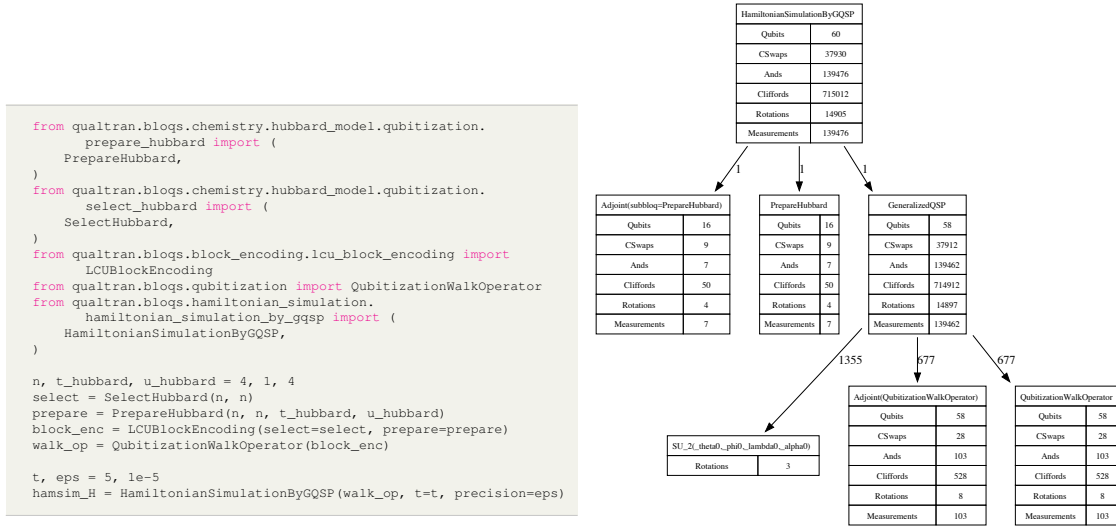 from qualtran.bloqs.chemistry.hubbard_model.qubitization.
prepare_hubbard import (
PrepareHubbard,
)
from qualtran.bloqs.chemistry.hubbard_model.qubitization.
select_hubbard import (
SelectHubbard,
)
from qualtran.bloqs.block_encoding.lcu_block_encoding import
LCUBlockEncoding
from qualtran.bloqs.qubitization import QubitizationWalkOperator
from qualtran.bloqs.hamiltonian_simulation.
hamiltonian_simulation_by_gqsp import (
HamiltonianSimulationByGQSP,
)
n, t_hubbard, u_hubbard = 4, 1, 4
select = SelectHubbard(n, n)
prepare = PrepareHubbard(n, n, t_hubbard, u_hubbard)
block_enc = LCUBlockEncoding(select=select, prepare=prepare)
walk_op = QubitizationWalkOperator(block_enc)
t, eps = 5, 1e-5
hamsim_H = HamiltonianSimulationByGQSP(walk_op, t=t, precision=eps)
HamiltonianSimulationByGQSP
Qubits 60
CSwaps 37930
Ands 139476
Cliffords 715012
Rotations 14905
Measurements 139476
1 1 1
Adjoint(subbloq=PrepareHubbard)
Qubits 16
CSwaps 9
Ands 7
Cliffords 50
Rotations 4
Measurements 7
PrepareHubbard
Qubits 16
CSwaps 9
Ands 7
Cliffords 50
Rotations 4
Measurements 7
GeneralizedQSP
Qubits 58
CSwaps 37912
Ands 139462
Cliffords 714912
Rotations 14897
Measurements 139462
1355 677 677
SU_2(_theta0,_phi0,_lambda0,_alpha0)
Rotations 3
Adjoint(QubitizationWalkOperator)
Qubits 58
CSwaps 28
Ands 103
Cliffords 528
Rotations 8
Measurements 103
QubitizationWalkOperator
Qubits 58
CSwaps 28
Ands 103
Cliffords 528
Rotations 8
Measurements 103